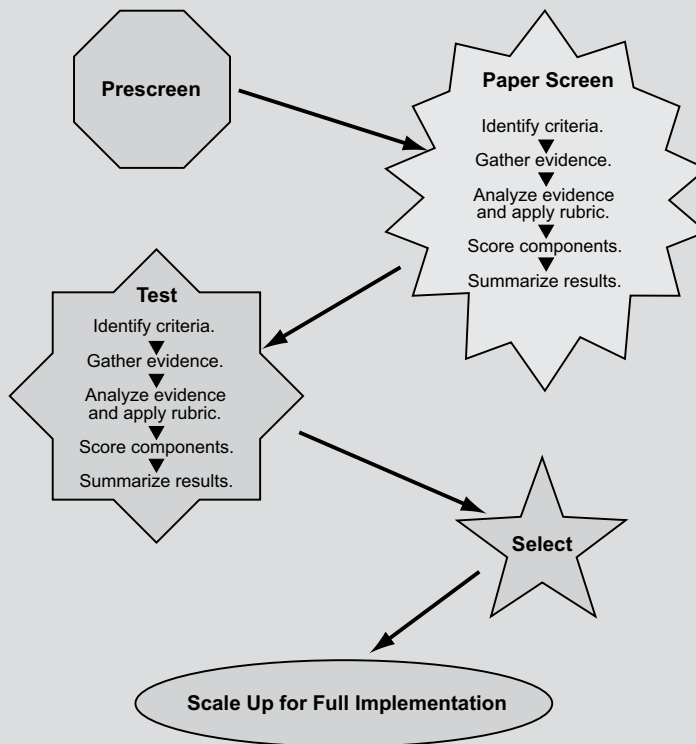 Prescreen
Paper Screen
Identify criteria.
Gather evidence.
Analyze evidence
and apply rubric.
Score components.
Summarize results.
Test
Identify criteria.
Gather evidence.
Analyze evidence
and apply rubric.
Score components.
Summarize results.
Select
Scale Up for Full Implementation